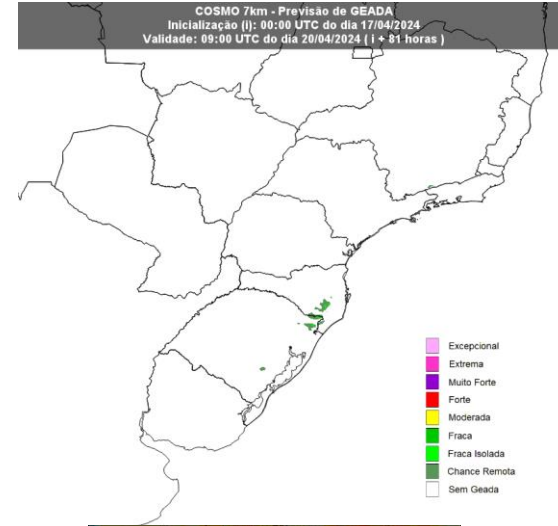 COSMO 7km - Previsão de GEADA
Inicialização (i): 00:00 UTC do dia 17/04/2024
Validade: 09:00 UTC do dia 20/04/2024 ( i + 81 horas )
Excepcional
Extrema
Muito Forte
Forte
Moderada
Fraca
Fraca Isolada
Chance Remota
Sem Geada